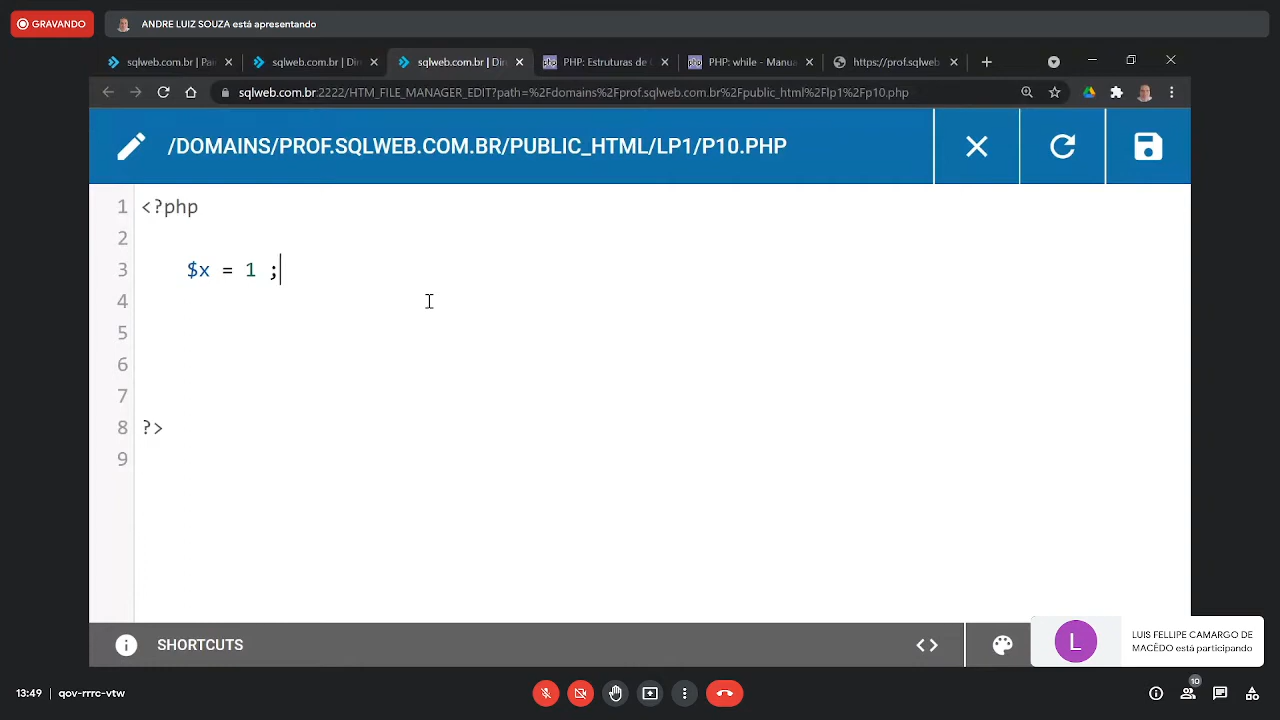 GRAVANDO
ANDRE LUIZ SOUZA está apresentando
sqlweb.com.br | Pai
sqlweb.com.br | Dir
sqlweb.com.br | Dir
PHP: Estruturas de C
PHP: while - Manua
https://prof.sqlweb
sqlweb.com.br:2222/HTM_FILE_MANAGER_EDIT?path=%2Fdomains%2Fprof.sqlweb.com.br%2Fpublic_html%2Flp1%2Fp10.php
/DOMAINS/PROF.SQLWEB.COM.BR/PUBLIC_HTML/LP1/P10.PHP
1 <?php
2
3 $x = 1 ;
4
5
6
7
8 ?>
9
SHORTCUTS
L
LUIS FELLIPE CAMARGO DE
MACÊDO está participando
13:49 | qov-rrrc-vtw
10